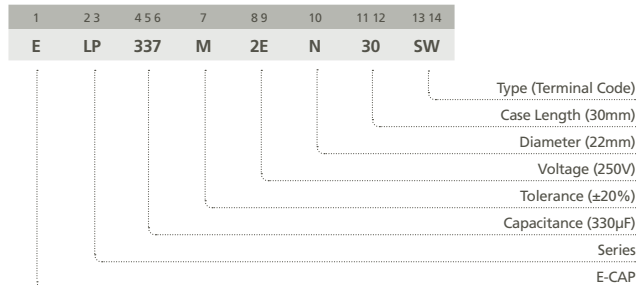 1 2 3 4 5 6 7 8 9 10 11 12 13 14
E LP 337 M 2E N 30 SW
Type (Terminal Code)
Case Length (30mm)
Diameter (22mm)
Voltage (250V)
Tolerance (±20%)
Capacitance (330µF)
Series
E-CAP